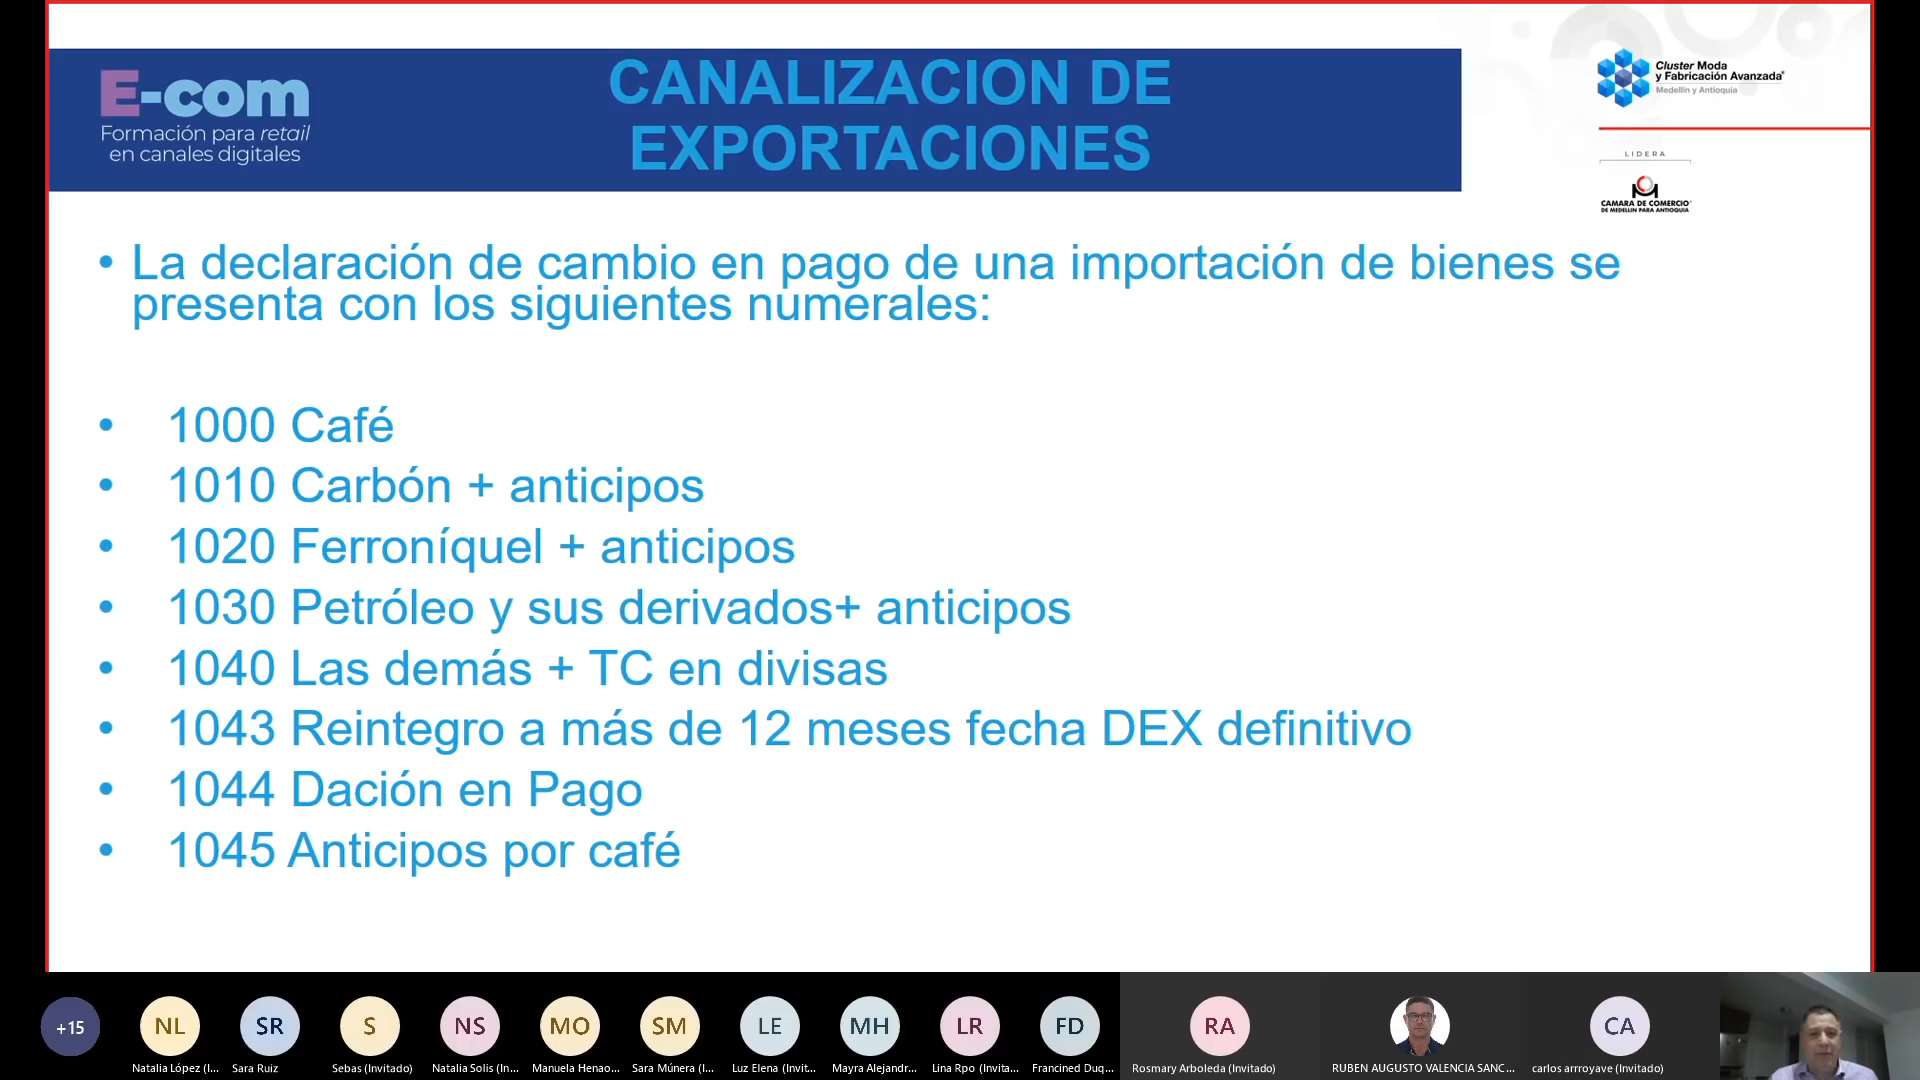 E-com
Formación para retail
en canales digitales
CANALIZACION DE
EXPORTACIONES
Cluster Moda
y Fabricación Avanzada
Medellín y Antioquia
LIDERA
CAMARA DE COMERCIO
DE MEDELLIN PARA ANTIOQUIA
• La declaración de cambio en pago de una importación de bienes se
presenta con los siguientes numerales:
• 1000 Café
• 1010 Carbón + anticipos
• 1020 Ferroníquel + anticipos
• 1030 Petróleo y sus derivados+ anticipos
• 1040 Las demás + TC en divisas
• 1043 Reintegro a más de 12 meses fecha DEX definitivo
• 1044 Dación en Pago
• 1045 Anticipos por café
+15 NL SR S NS MO SM LE MH LR FD RA CA
Natalia López (I... Sara Ruiz Sebas (Invitado) Natalia Solis (In... Manuela Henao... Sara Múnera (I... Luz Elena (Invit... Mayra Alejandr... Lina Rpo (Invita... Francined Duq... Rosmary Arboleda (Invitado) RUBEN AUGUSTO VALENCIA SANC... carlos arrroyave (Invitado)